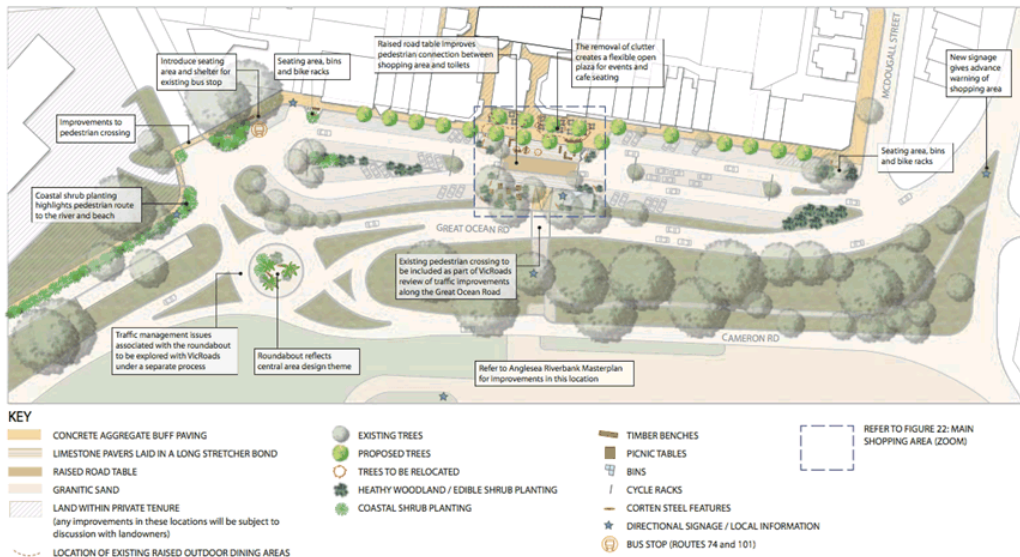 Raised road table improves
pedestrian connection between
shopping area and toilets
The removal of clutter
creates a flexible open
plaza for events and
cafe seating
Introduce seating
area and shelter for
existing bus stop
Seating area, bins
and bike racks
MCDOUGALL STREET
New signage
gives advance
warning of
shopping area
Improvements to
pedestrian crossing
Seating area, bins
and bike racks
Coastal shrub planting
highlights pedestrian route
to the river and beach
GREAT OCEAN RD
Existing pedestrian crossing
to be included as part of VicRoads
review of traffic improvements
along the Great Ocean Road
Traffic management issues
associated with the roundabout
to be explored with VicRoads
under a separate process
Roundabout reflects
central area design theme
CAMERON RD
Refer to Anglesea Riverbank Masterplan
for improvements in this location
KEY
CONCRETE AGGREGATE BUFF PAVING
LIMESTONE PAVERS LAID IN A LONG STRETCHER BOND
RAISED ROAD TABLE
GRANITIC SAND
LAND WITHIN PRIVATE TENURE
(any improvements in these locations will be subject to
discussion with landowners)
LOCATION OF EXISTING RAISED OUTDOOR DINING AREAS
EXISTING TREES
PROPOSED TREES
TREES TO BE RELOCATED
HEATHY WOODLAND / EDIBLE SHRUB PLANTING
COASTAL SHRUB PLANTING
TIMBER BENCHES
PICNIC TABLES
BINS
CYCLE RACKS
CORTEN STEEL FEATURES
DIRECTIONAL SIGNAGE / LOCAL INFORMATION
BUS STOP (ROUTES 74 and 101)
REFER TO FIGURE 22: MAIN
SHOPPING AREA (ZOOM)